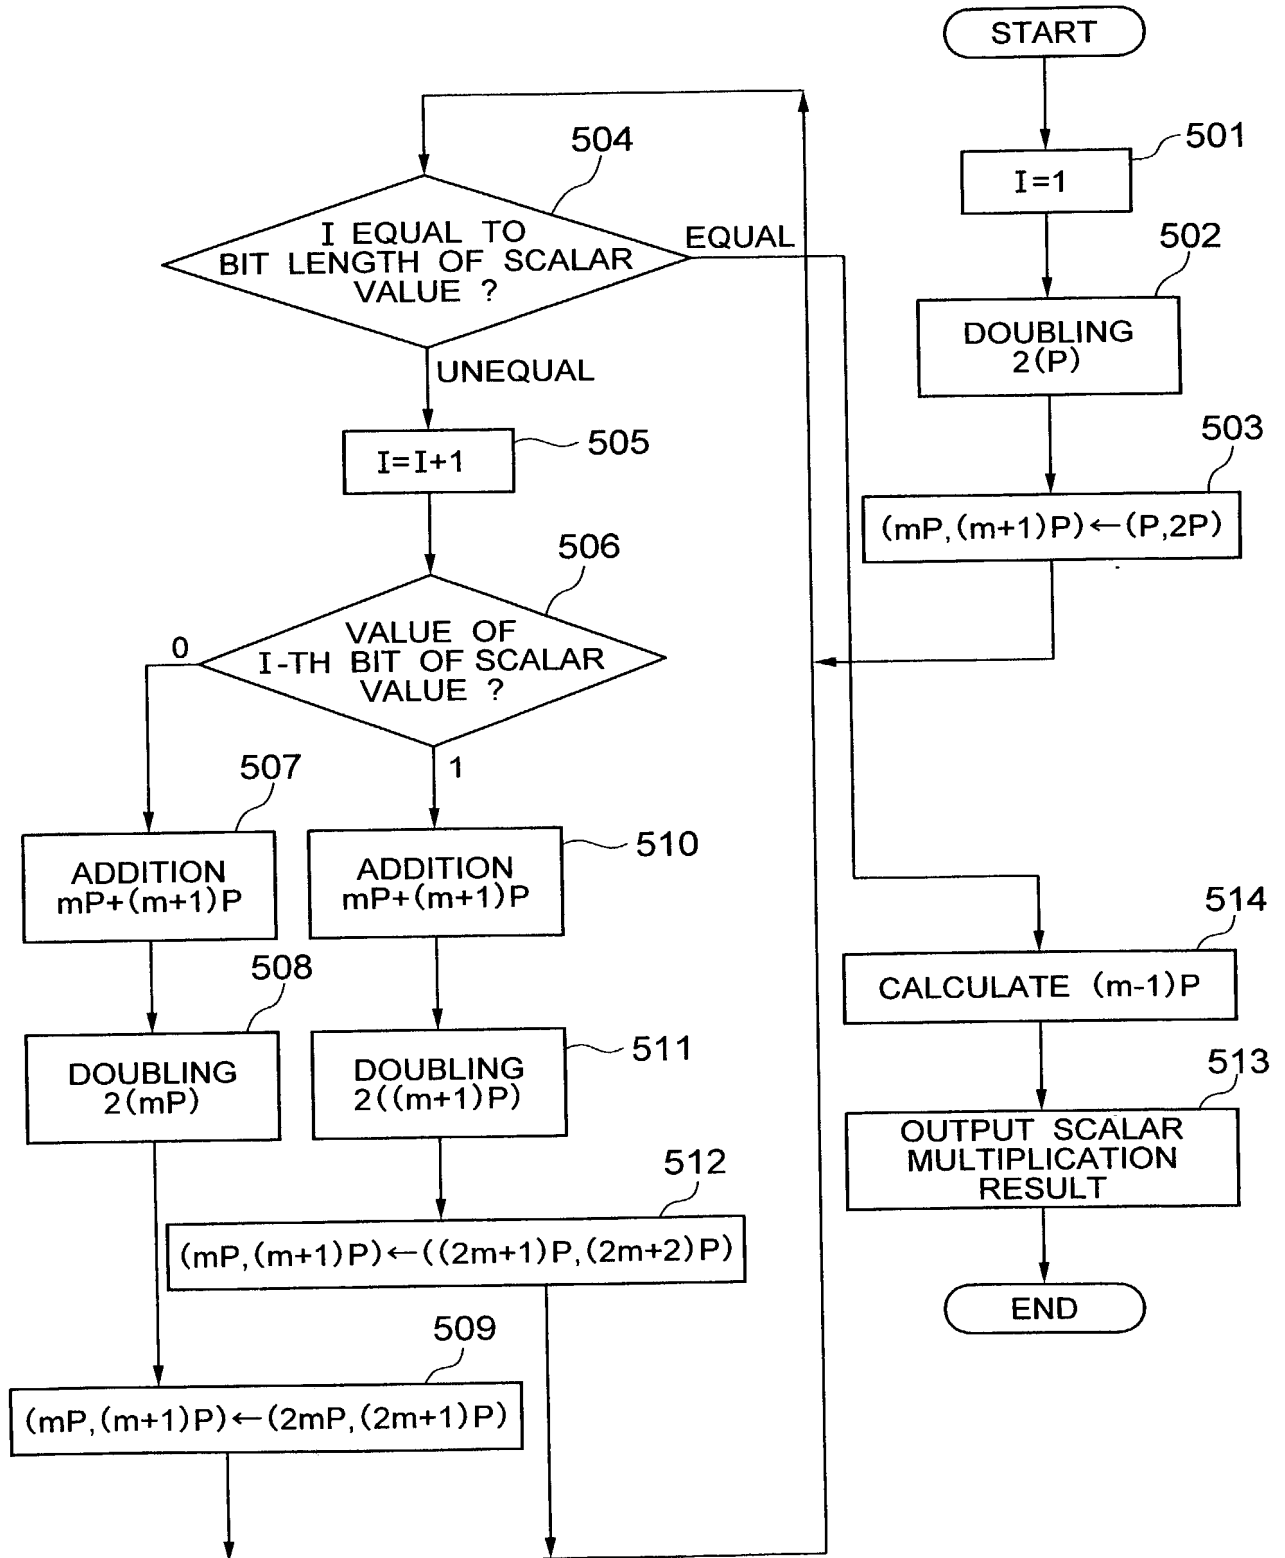 START
501
I=1
502
DOUBLING
2(P)
503
(mP,(m+1)P)←(P,2P)
504
I EQUAL TO
BIT LENGTH OF SCALAR
VALUE ?
EQUAL
UNEQUAL
505
I=I+1
506
VALUE OF
I-TH BIT OF SCALAR
VALUE ?
0
1
507
ADDITION
mP+(m+1)P
508
DOUBLING
2(mP)
509
(mP,(m+1)P)←(2mP,(2m+1)P)
510
ADDITION
mP+(m+1)P
511
DOUBLING
2((m+1)P)
512
(mP,(m+1)P)←((2m+1)P,(2m+2)P)
514
CALCULATE (m-1)P
513
OUTPUT SCALAR
MULTIPLICATION
RESULT
END